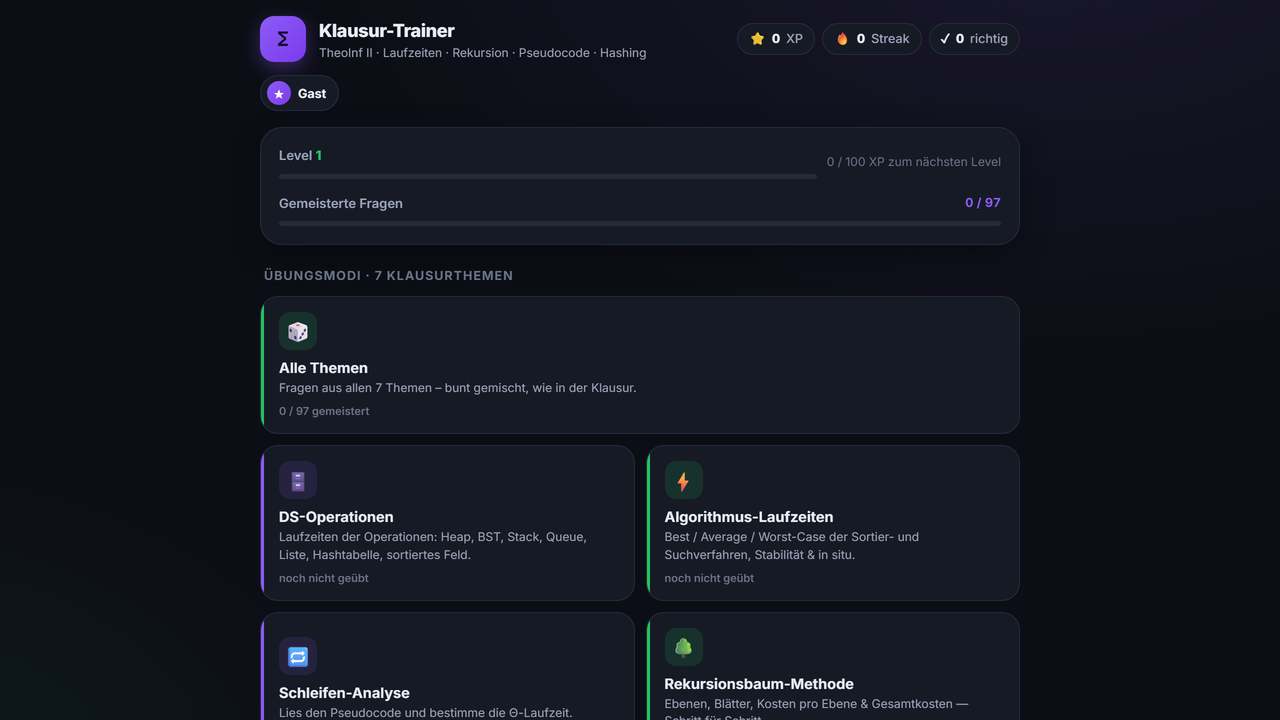 Σ
Klausur-Trainer
TheoInf II · Laufzeiten · Rekursion · Pseudocode · Hashing
0 XP
0 Streak
✓ 0 richtig
★ Gast
Level 1
0 / 100 XP zum nächsten Level
Gemeisterte Fragen
0 / 97
ÜBUNGSMODI · 7 KLAUSURTHEMEN
Alle Themen
Fragen aus allen 7 Themen – bunt gemischt, wie in der Klausur.
0 / 97 gemeistert
DS-Operationen
Laufzeiten der Operationen: Heap, BST, Stack, Queue,
Liste, Hashtabelle, sortiertes Feld.
noch nicht geübt
Algorithmus-Laufzeiten
Best / Average / Worst-Case der Sortier- und
Suchverfahren, Stabilität & in situ.
noch nicht geübt
Schleifen-Analyse
Lies den Pseudocode und bestimme die Θ-Laufzeit.
Rekursionsbaum-Methode
Ebenen, Blätter, Kosten pro Ebene & Gesamtkosten —
Schritt für Schritt.